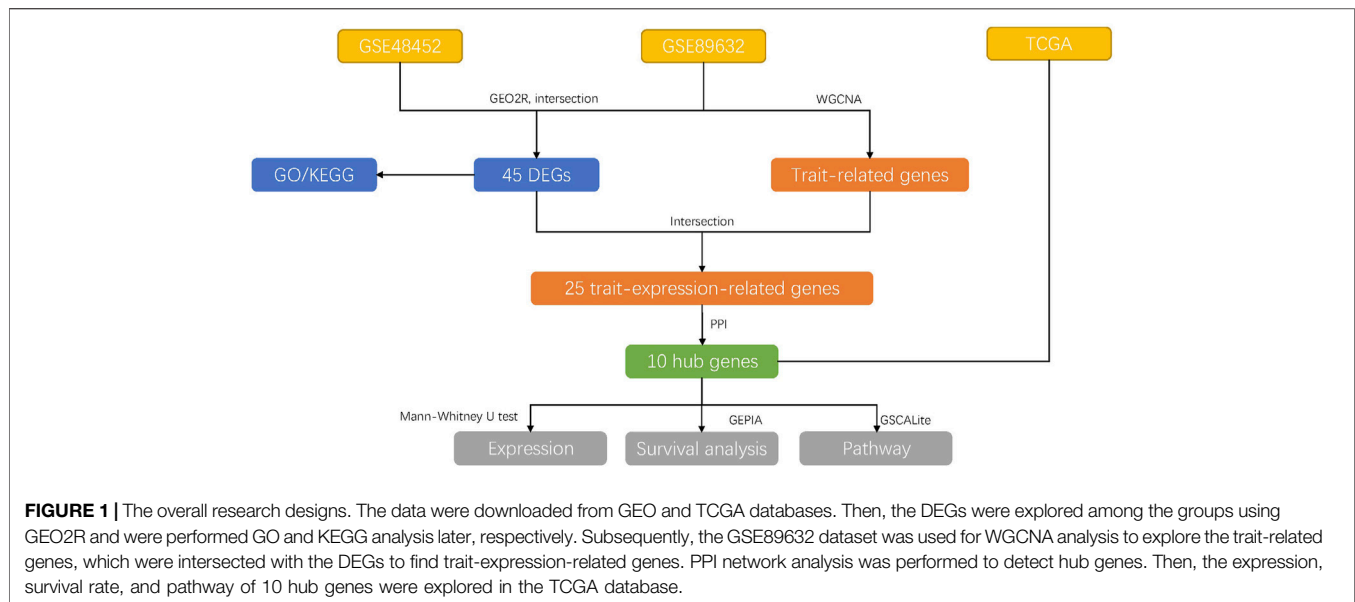 GSE48452
GSE89632
TCGA
GEO2R, intersection
WGCNA
GO/KEGG
45 DEGs
Trait-related genes
Intersection
25 trait-expression-related genes
PPI
10 hub genes
Mann-Whitney U test
GEPIA
GSCALite
Expression
Survival analysis
Pathway
FIGURE 1 | The overall research designs. The data were downloaded from GEO and TCGA databases. Then, the DEGs were explored among the groups using
GEO2R and were performed GO and KEGG analysis later, respectively. Subsequently, the GSE89632 dataset was used for WGCNA analysis to explore the trait-related
genes, which were intersected with the DEGs to find trait-expression-related genes. PPI network analysis was performed to detect hub genes. Then, the expression,
survival rate, and pathway of 10 hub genes were explored in the TCGA database.